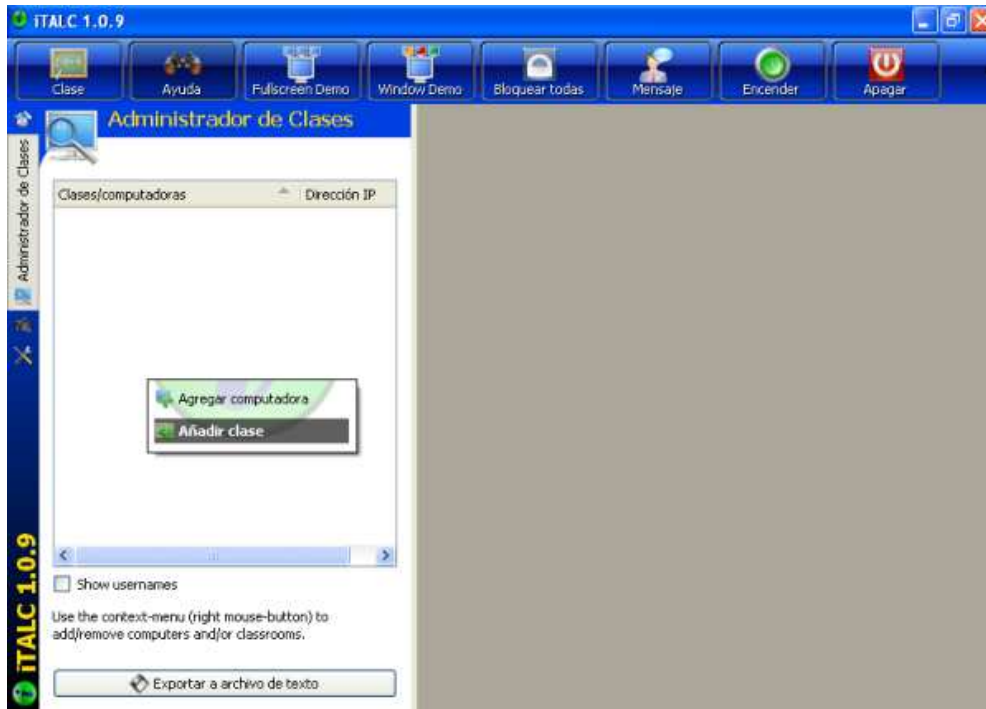 iTALC 1.0.9
Clase
Ayuda
Fullscreen Demo
Window Demo
Bloquear todas
Mensaje
Encender
Apagar
Administrador de Clases
Administrador de Clases
Clases/computadoras
Dirección IP
Agregar computadora
Añadir clase
Show usernames
Use the context-menu (right mouse-button) to
add/remove computers and/or classrooms.
Exportar a archivo de texto
iTALC 1.0.9